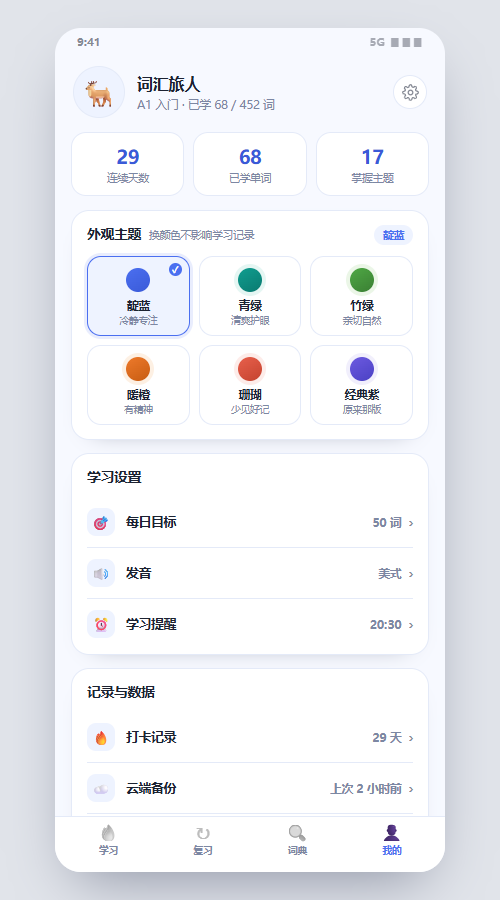 9:41
5G
词汇旅人
A1 入门 · 已学 68 / 452 词
29
连续天数
68
已学单词
17
掌握主题
外观主题 换颜色不影响学习记录
靛蓝
靛蓝
冷静专注
青绿
清爽护眼
竹绿
亲切自然
暖橙
有精神
珊瑚
少见好记
经典紫
原来那版
学习设置
每日目标
50 词 ›
发音
美式 ›
学习提醒
20:30 ›
记录与数据
打卡记录
29 天 ›
云端备份
上次 2 小时前 ›
学习
复习
词典
我的